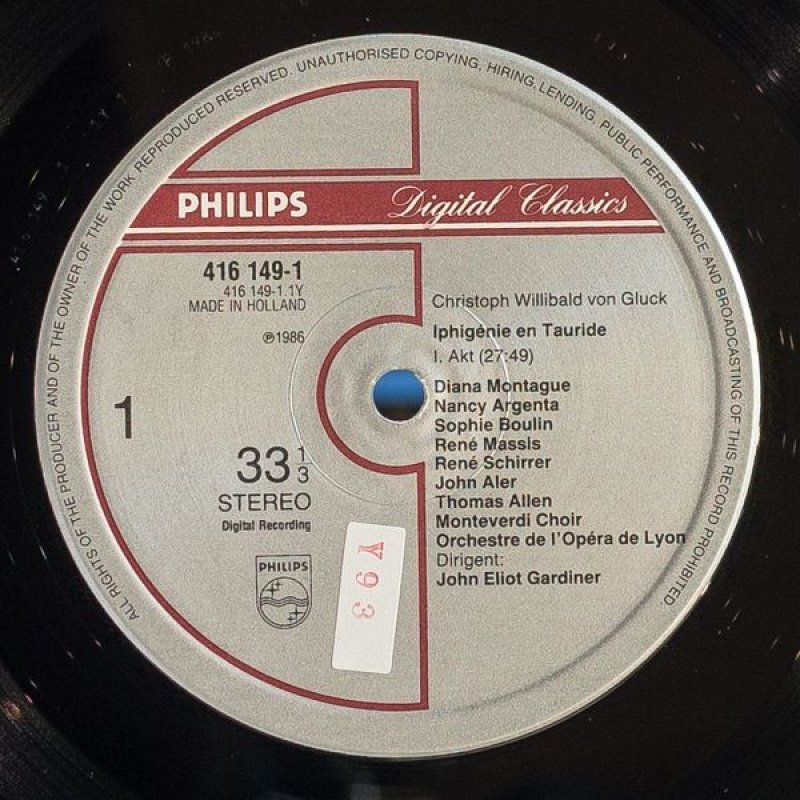 ALL RIGHTS OF THE PRODUCER AND OF THE OWNER OF THE WORK REPRODUCED RESERVED. UNAUTHORISED COPYING, HIRING, LENDING, PUBLIC PERFORMANCE AND BROADCASTING OF THIS RECORD PROHIBITED.
PHILIPS Digital Classics
416 149-1
416 149-1.1Y
MADE IN HOLLAND
℗1986
1
33 1/3
STEREO
Digital Recording
PHILIPS
Y93
Christoph Willibald von Gluck
Iphigénie en Tauride
I. Akt (27:49)
Diana Montague
Nancy Argenta
Sophie Boulin
René Massis
René Schirrer
John Aler
Thomas Allen
Monteverdi Choir
Orchestre de l'Opéra de Lyon
Dirigent:
John Eliot Gardiner